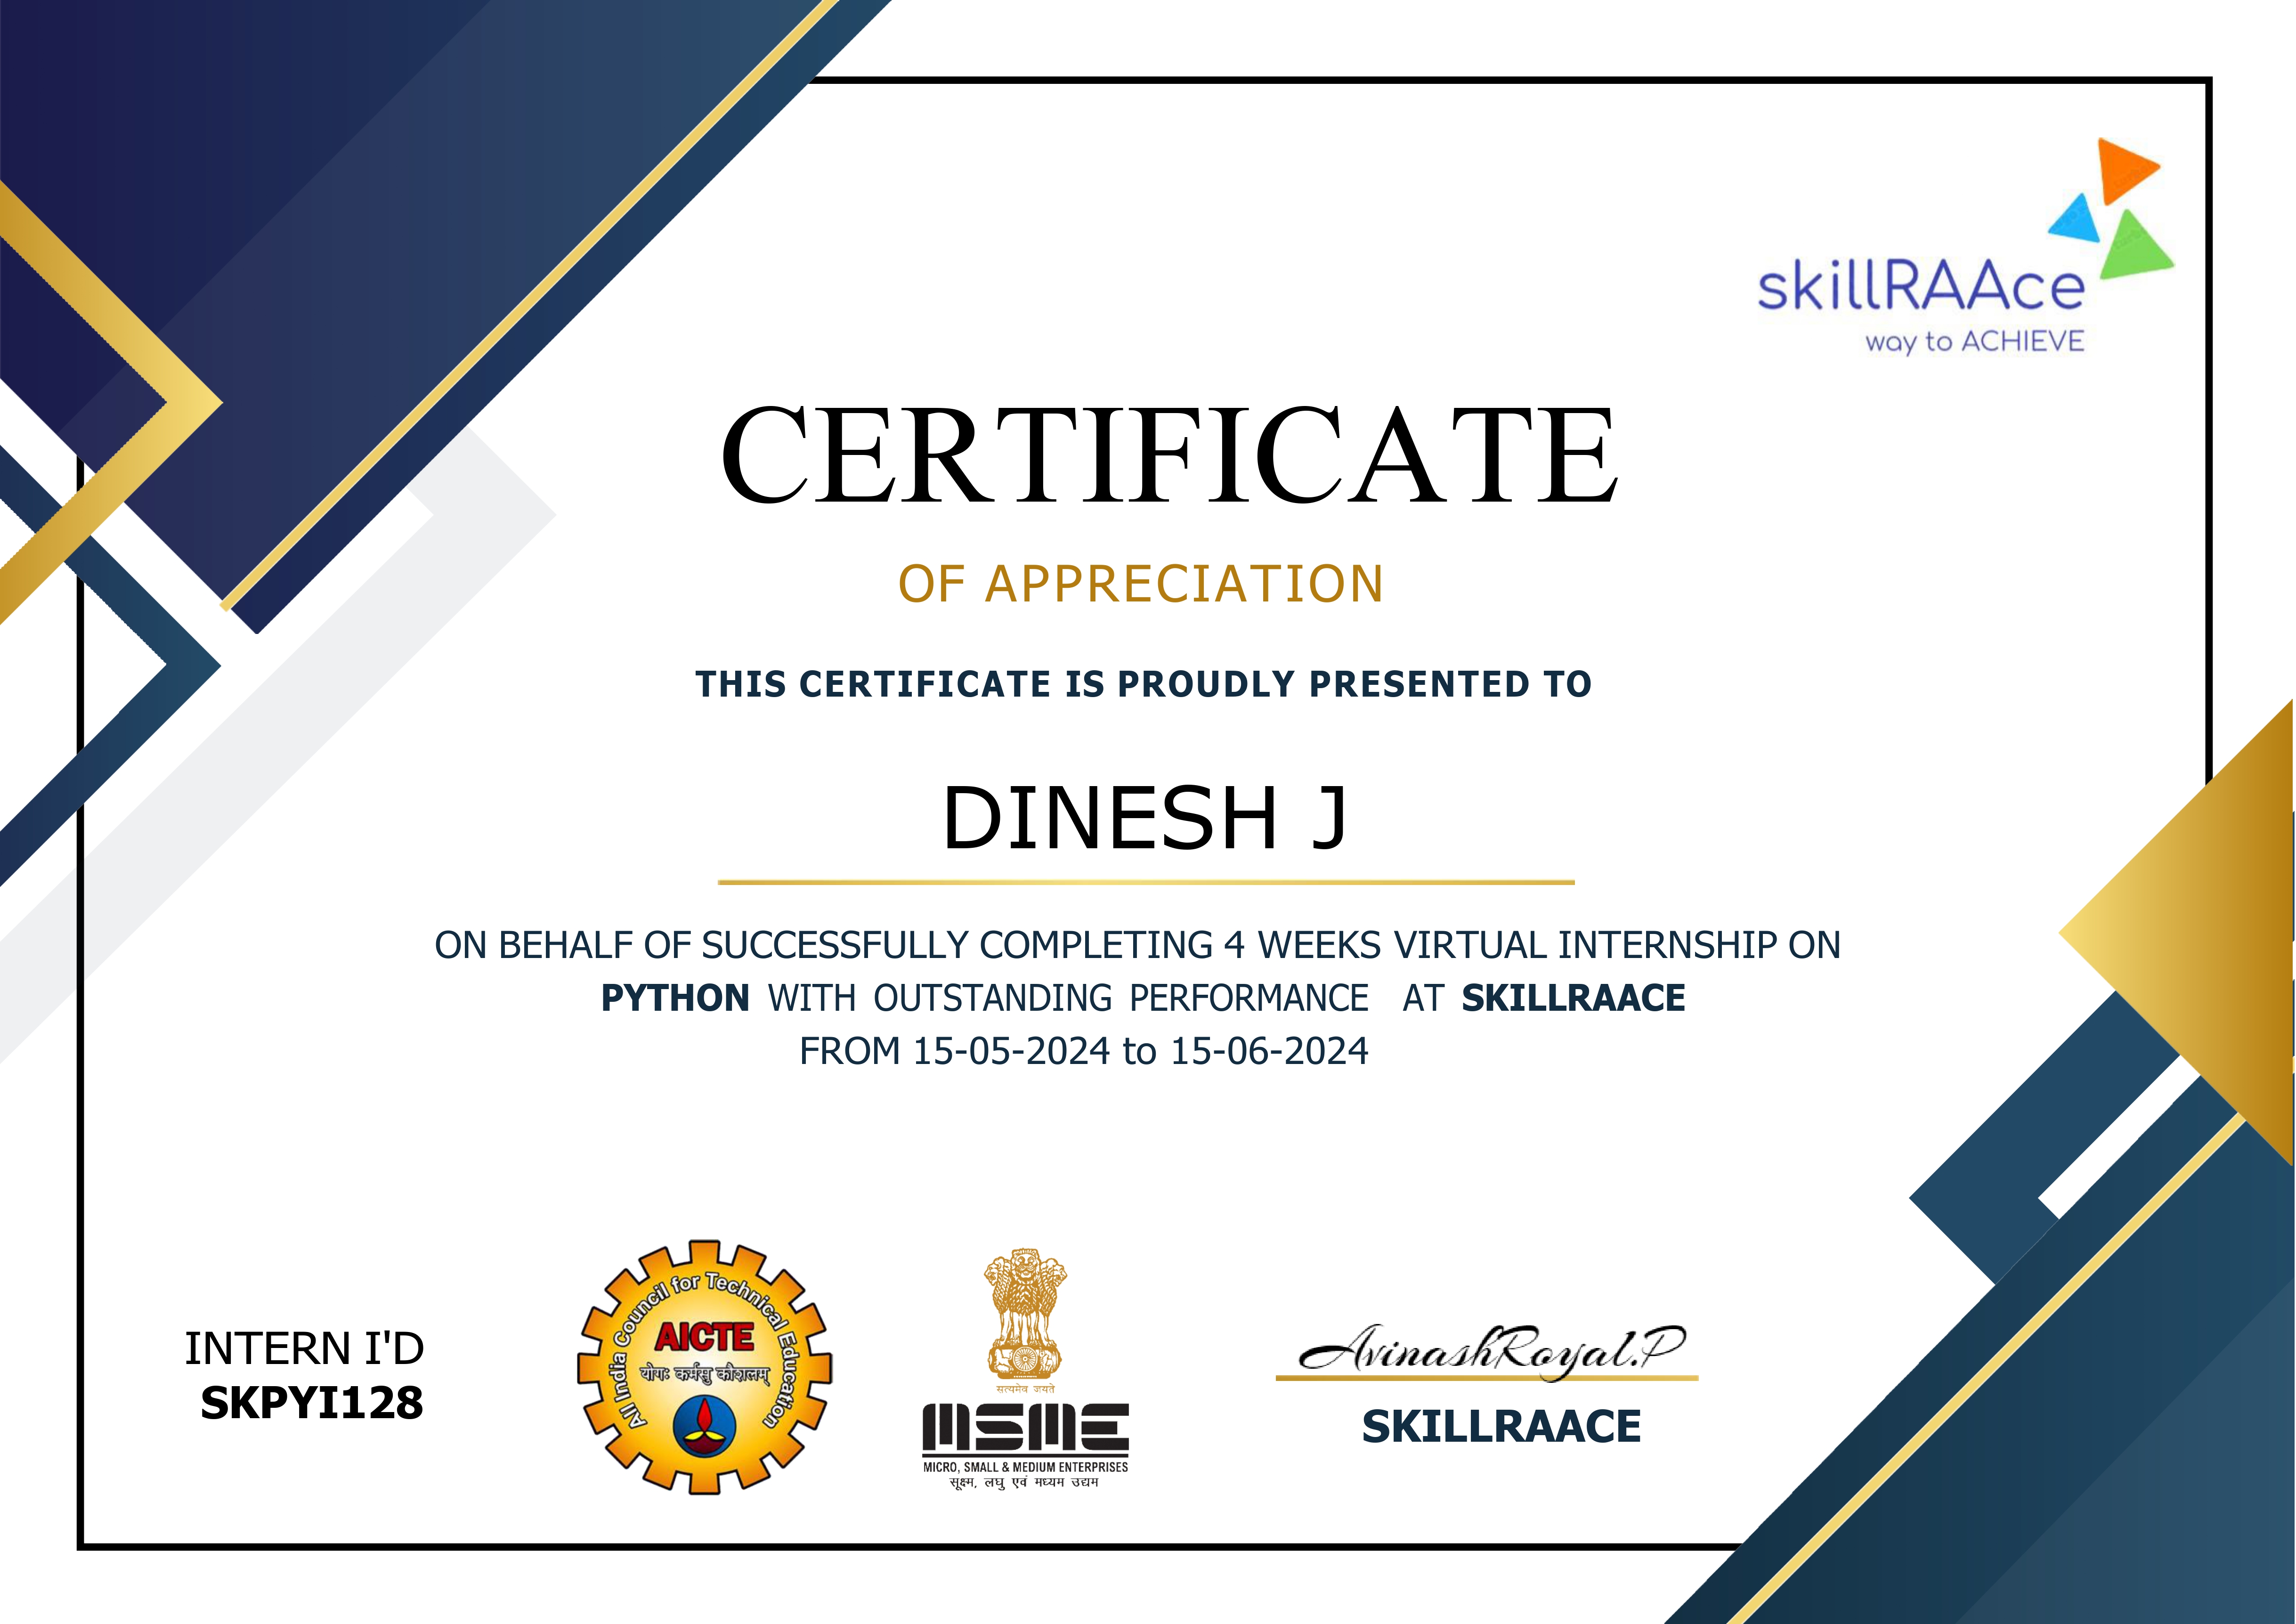 skillRAAce
way to ACHIEVE
CERTIFICATE
OF APPRECIATION
THIS CERTIFICATE IS PROUDLY PRESENTED TO
DINESH J
ON BEHALF OF SUCCESSFULLY COMPLETING 4 WEEKS VIRTUAL INTERNSHIP ON
PYTHON WITH OUTSTANDING PERFORMANCE AT SKILLRAACE
FROM 15-05-2024 to 15-06-2024
INTERN I'D
SKPYI128
All India Council for Technical Education
AICTE
योगः कर्मसु कौशलम्
सत्यमेव जयते
MSME
MICRO, SMALL & MEDIUM ENTERPRISES
सूक्ष्म, लघु एवं मध्यम उद्यम
AvinashRoyal.P
SKILLRAACE